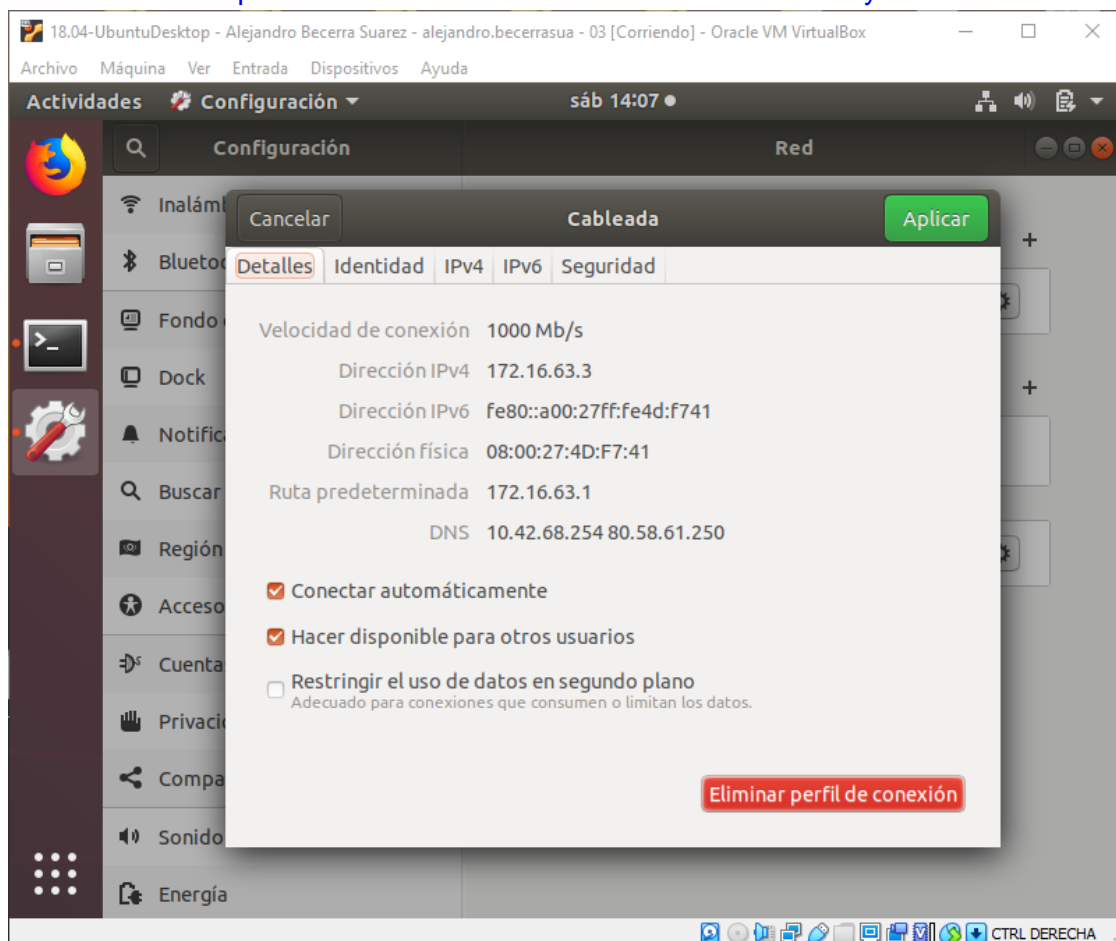 18.04-UbuntuDesktop - Alejandro Becerra Suarez - alejandro.becerrasua - 03 [Corriendo] - Oracle VM VirtualBox
Archivo Máquina Ver Entrada Dispositivos Ayuda
Actividades Configuración sáb 14:07
Configuración Red
Inalámb
Cancelar Cableada Aplicar
Bluetoo
Detalles Identidad IPv4 IPv6 Seguridad
Fondo
Velocidad de conexión 1000 Mb/s
Dock
Dirección IPv4 172.16.63.3
Dirección IPv6 fe80::a00:27ff:fe4d:f741
Notific
Dirección física 08:00:27:4D:F7:41
Buscar
Ruta predeterminada 172.16.63.1
DNS 10.42.68.254 80.58.61.250
Región
Conectar automáticamente
Acceso
Hacer disponible para otros usuarios
Cuenta
Restringir el uso de datos en segundo plano
Adecuado para conexiones que consumen o limitan los datos.
Privaci
Compa
Eliminar perfil de conexión
Sonido
Energía
CTRL DERECHA